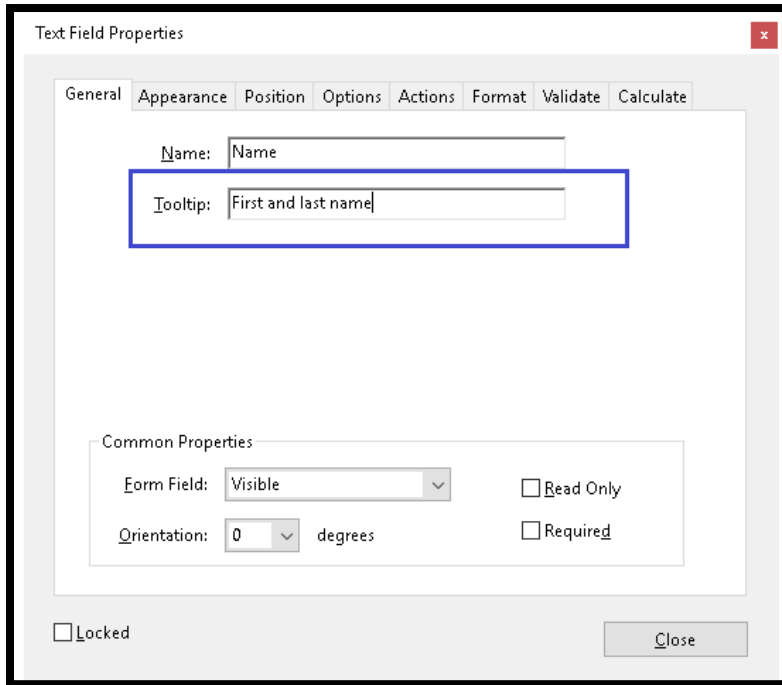 Text Field Properties
x
General Appearance Position Options Actions Format Validate Calculate
Name: Name
Tooltip: First and last name
Common Properties
Form Field: Visible
Read Only
Orientation: 0 degrees
Required
Locked
Close